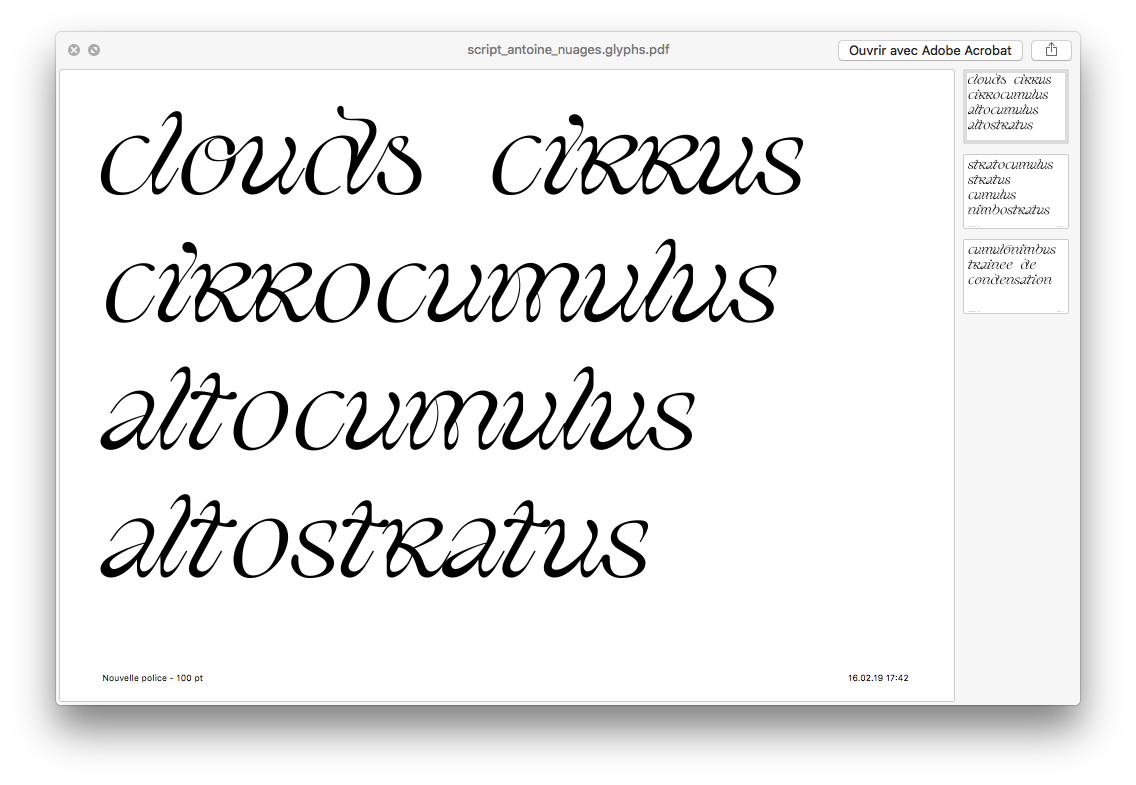 script_antoine_nuages.glyphs.pdf
Ouvrir avec Adobe Acrobat
clouds cirrus
cirrocumulus
altocumulus
altostratus
Nouvelle police - 100 pt
16.02.19 17:42
clouds cirrus
cirrocumulus
altocumulus
altostratus
stratocumulus
stratus
cumulus
nimbostratus
cumulonimbus
trainee de
condensation